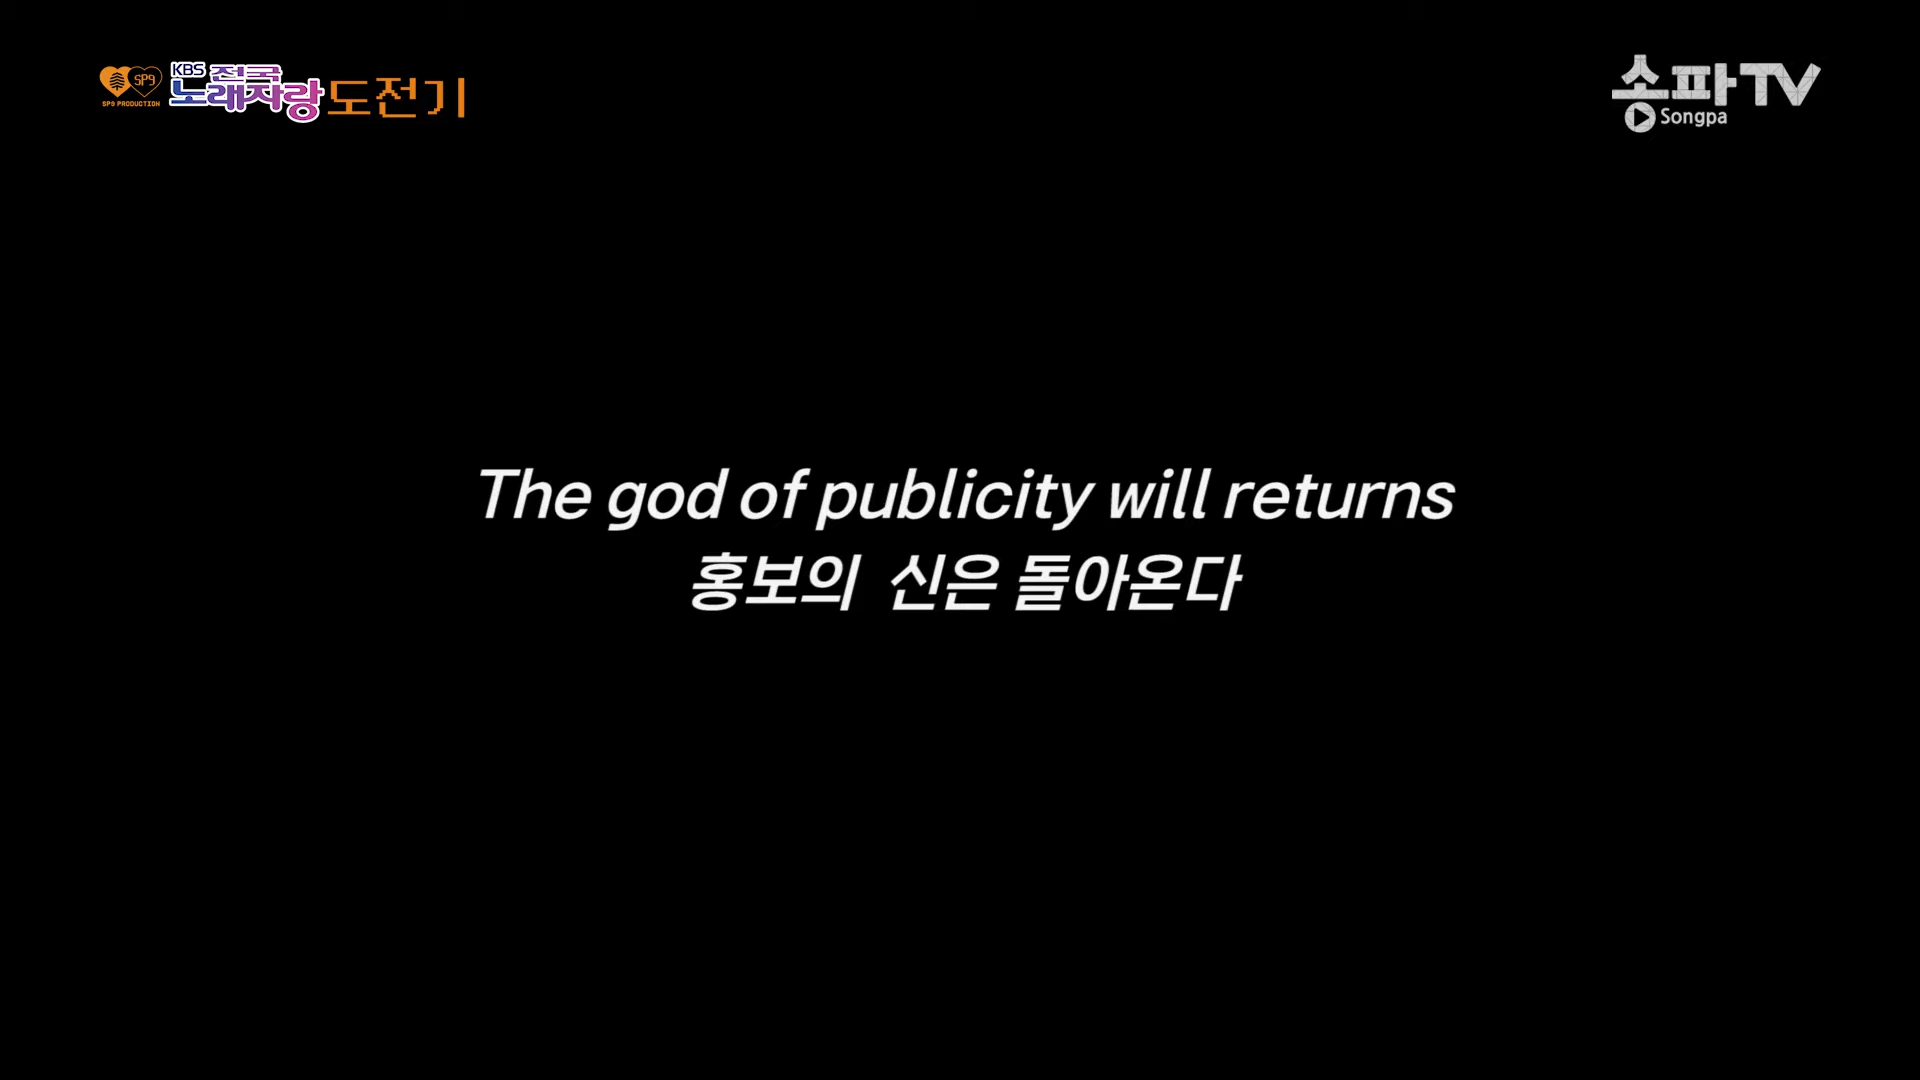 SP9
SP9 PRODUCTION
KBS 전국
노래자랑 도전기
송파TV
Songpa
The god of publicity will returns
홍보의 신은 돌아온다